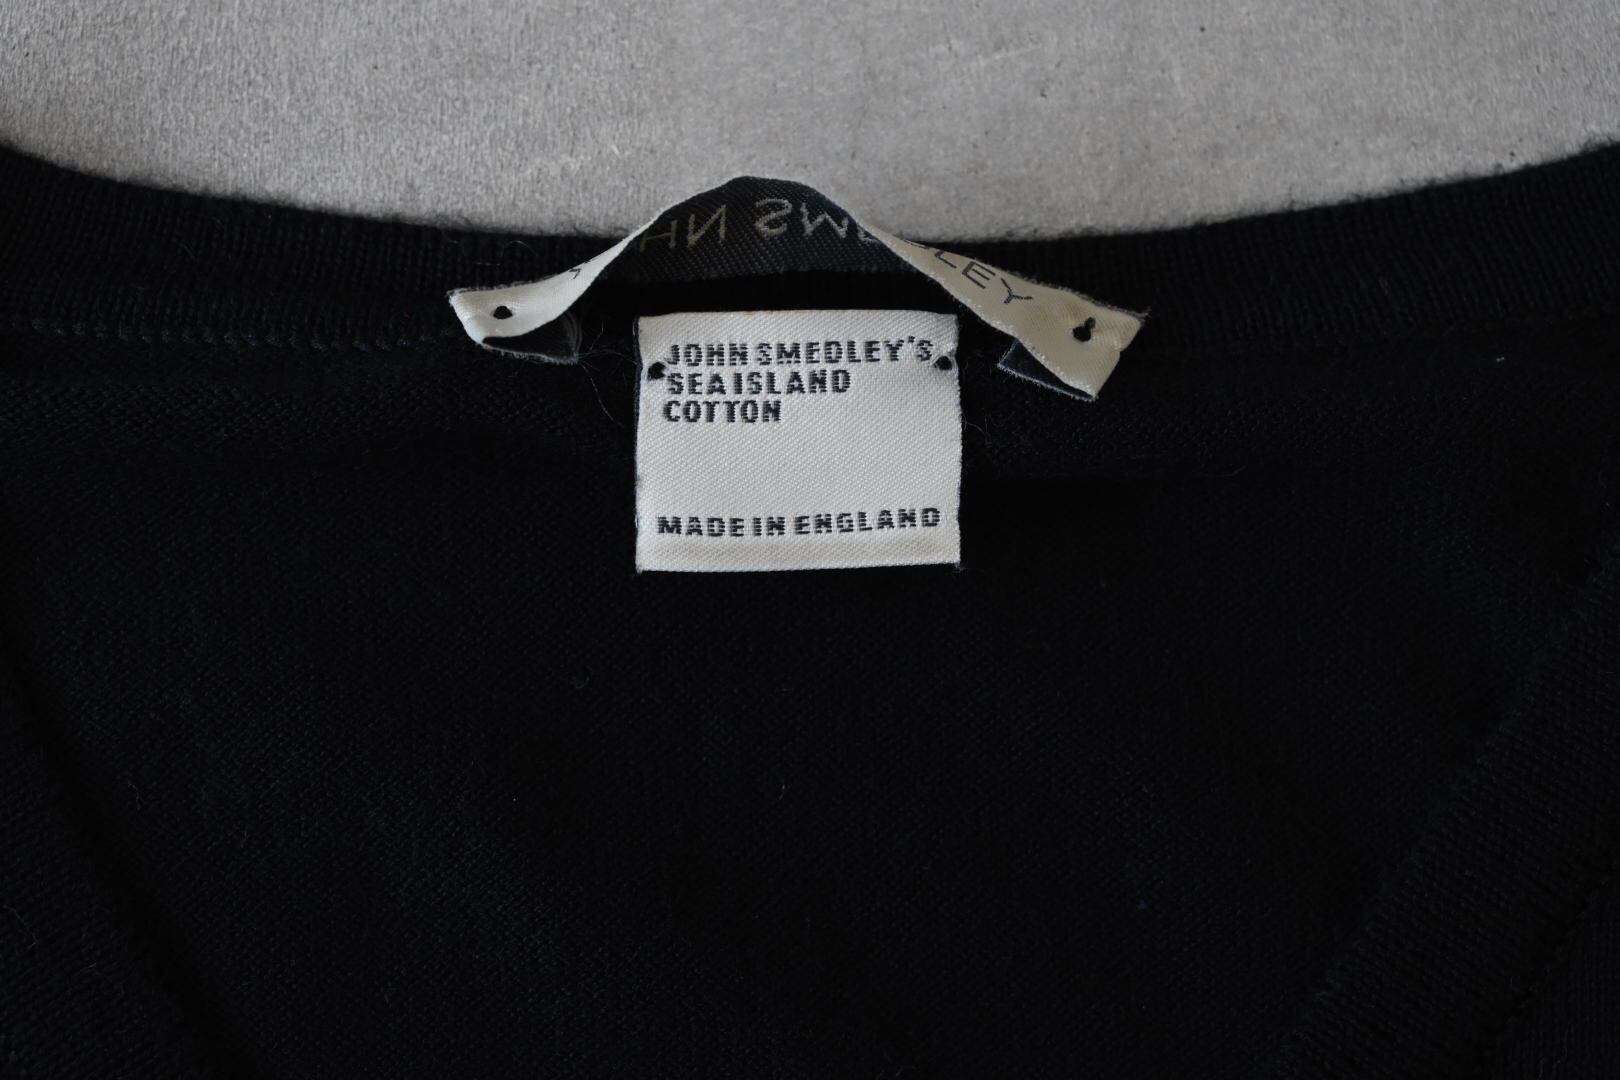 JOHN SMEDLEY'S
SEA ISLAND
COTTON
MADE IN ENGLAND